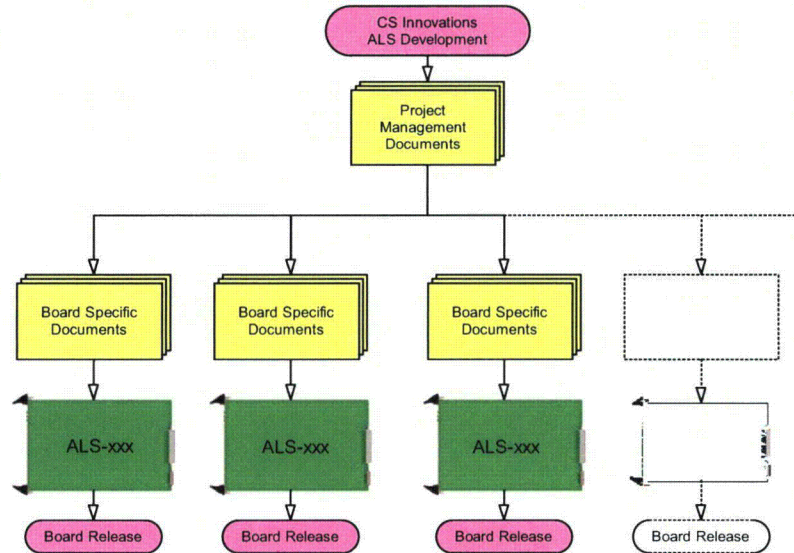 CS Innovations
ALS Development
Project
Management
Documents
Board Specific
Documents
Board Specific
Documents
Board Specific
Documents
ALS-xxx
ALS-xxx
ALS-xxx
Board Release
Board Release
Board Release
Board Release